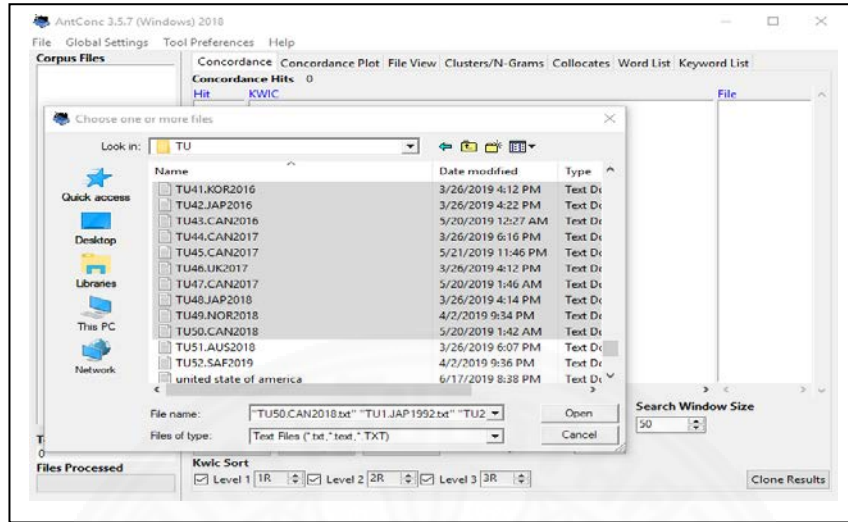 AntConc 3.5.7 (Windows) 2018
File Global Settings Tool Preferences Help
Corpus Files
Concordance Concordance Plot File View Clusters/N-Grams Collocates Word List Keyword List
Concordance Hits 0
Hit KWIC File
Choose one or more files
Look in: TU
Name Date modified Type
TU41.KOR2016 3/26/2019 4:12 PM Text Do
TU42.JAP2016 3/26/2019 4:22 PM Text Do
TU43.CAN2016 5/20/2019 12:27 AM Text Do
TU44.CAN2017 3/26/2019 6:16 PM Text Do
TU45.CAN2017 5/21/2019 11:46 PM Text Do
TU46.UK2017 3/26/2019 4:12 PM Text Do
TU47.CAN2017 5/20/2019 1:46 AM Text Do
TU48.JAP2018 3/26/2019 4:14 PM Text Do
TU49.NOR2018 4/2/2019 9:34 PM Text Do
TU50.CAN2018 5/20/2019 1:42 AM Text Do
TU51.AUS2018 3/26/2019 6:07 PM Text Do
TU52.SAF2019 4/2/2019 9:36 PM Text Do
united state of america 6/17/2019 8:38 PM Text Do
Quick access
Desktop
Libraries
This PC
Network
File name: "TU50.CAN2018.txt" "TU1.JAP1992.txt" "TU2 Open
Files of type: Text Files (*.txt,*.text,*.TXT) Cancel
Search Window Size
50
0
Files Processed
Kwic Sort
Level 1 1R Level 2 2R Level 3 3R
Clone Results